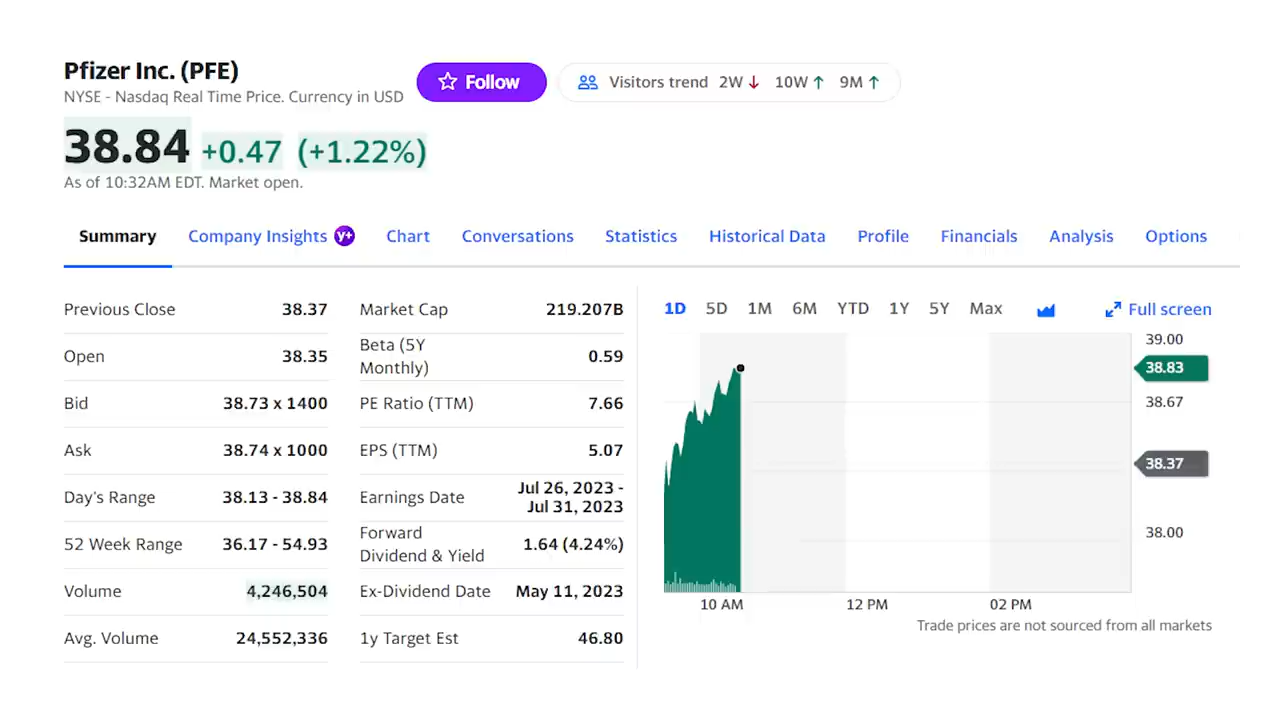 Pfizer Inc. (PFE)
NYSE - Nasdaq Real Time Price. Currency in USD
Follow
Visitors trend 2W 10W 9M
38.84 +0.47 (+1.22%)
As of 10:32AM EDT. Market open.
Summary Company Insights Y+ Chart Conversations Statistics Historical Data Profile Financials Analysis Options
Previous Close 38.37
Open 38.35
Bid 38.73 x 1400
Ask 38.74 x 1000
Day's Range 38.13 - 38.84
52 Week Range 36.17 - 54.93
Volume 4,246,504
Avg. Volume 24,552,336
Market Cap 219.207B
Beta (5Y
Monthly) 0.59
PE Ratio (TTM) 7.66
EPS (TTM) 5.07
Earnings Date Jul 26, 2023 -
Jul 31, 2023
Forward
Dividend & Yield 1.64 (4.24%)
Ex-Dividend Date May 11, 2023
1y Target Est 46.80
1D 5D 1M 6M YTD 1Y 5Y Max Full screen
39.00
38.83
38.67
38.37
38.00
10 AM 12 PM 02 PM
Trade prices are not sourced from all markets